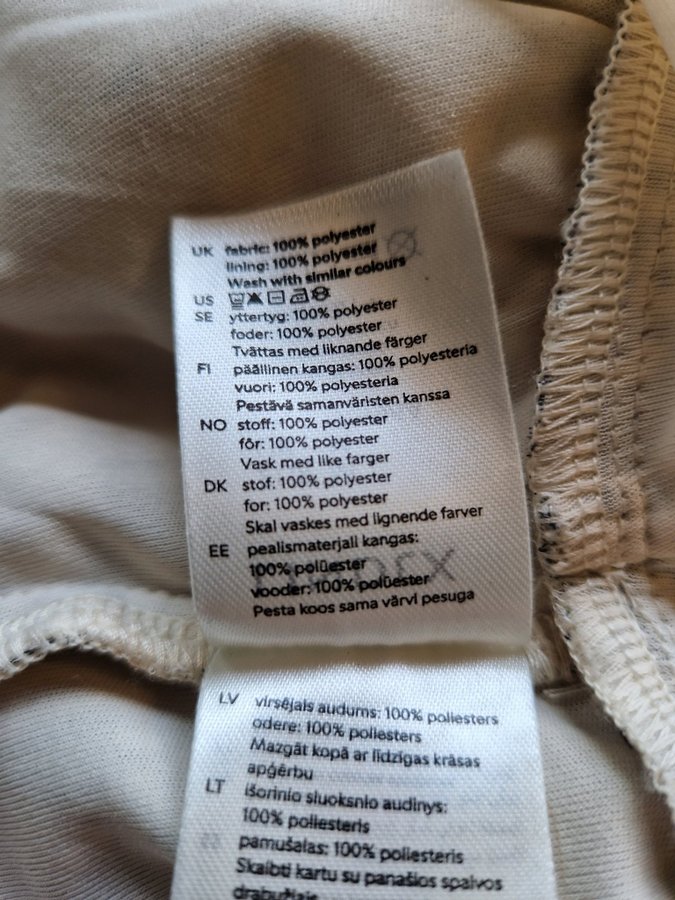 UK fabric: 100% polyester
lining: 100% polyester
Wash with similar colours
US
SE yttertyg: 100% polyester
foder: 100% polyester
Tvättas med liknande färger
FI päällinen kangas: 100% polyesteria
vuori: 100% polyesteria
Pestävä samanväristen kanssa
NO stoff: 100% polyester
fôr: 100% polyester
Vask med like farger
DK stof: 100% polyester
for: 100% polyester
Skal vaskes med lignende farver
EE pealismaterjali kangas:
100% polüester
vooder: 100% polüester
Pesta koos sama värvi pesuga
LV virsējais audums: 100% poliesters
odere: 100% poliesters
Mazgāt kopā ar līdzīgas krāsas
apģērbu
LT išorinio sluoksnio audinys:
100% poliesteris
pamušalas: 100% poliesteris
Skalbti kartu su panašios spalvos
drabužiais